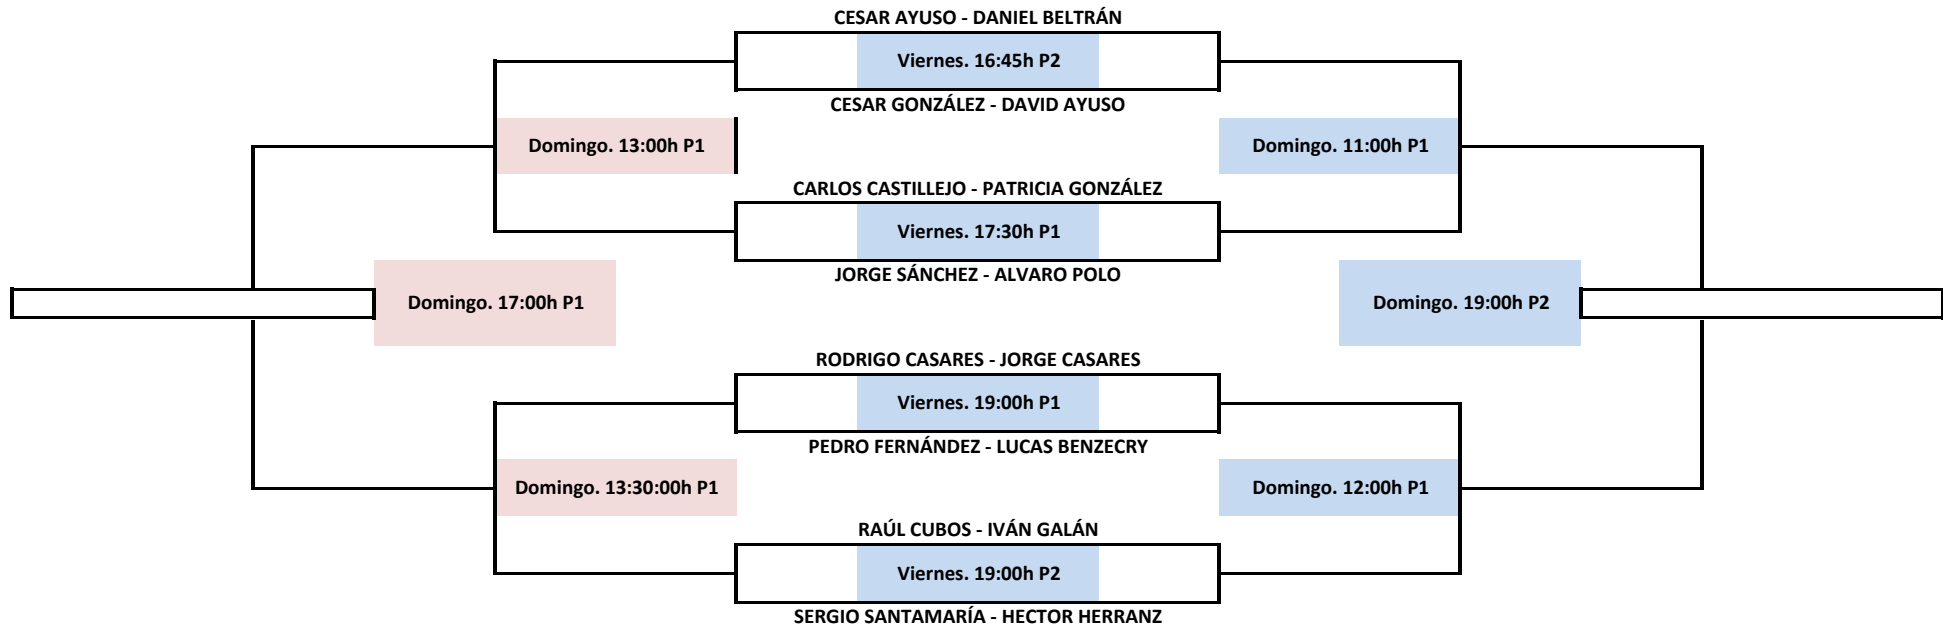 CESAR AYUSO - DANIEL BELTRÁN
Viernes. 16:45h P2
CESAR GONZÁLEZ - DAVID AYUSO
Domingo. 13:00h P1
Domingo. 11:00h P1
CARLOS CASTILLEJO - PATRICIA GONZÁLEZ
Viernes. 17:30h P1
JORGE SÁNCHEZ - ALVARO POLO
Domingo. 17:00h P1
Domingo. 19:00h P2
RODRIGO CASARES - JORGE CASARES
Viernes. 19:00h P1
PEDRO FERNÁNDEZ - LUCAS BENZECRY
Domingo. 13:30:00h P1
Domingo. 12:00h P1
RAÚL CUBOS - IVÁN GALÁN
Viernes. 19:00h P2
SERGIO SANTAMARÍA - HECTOR HERRANZ